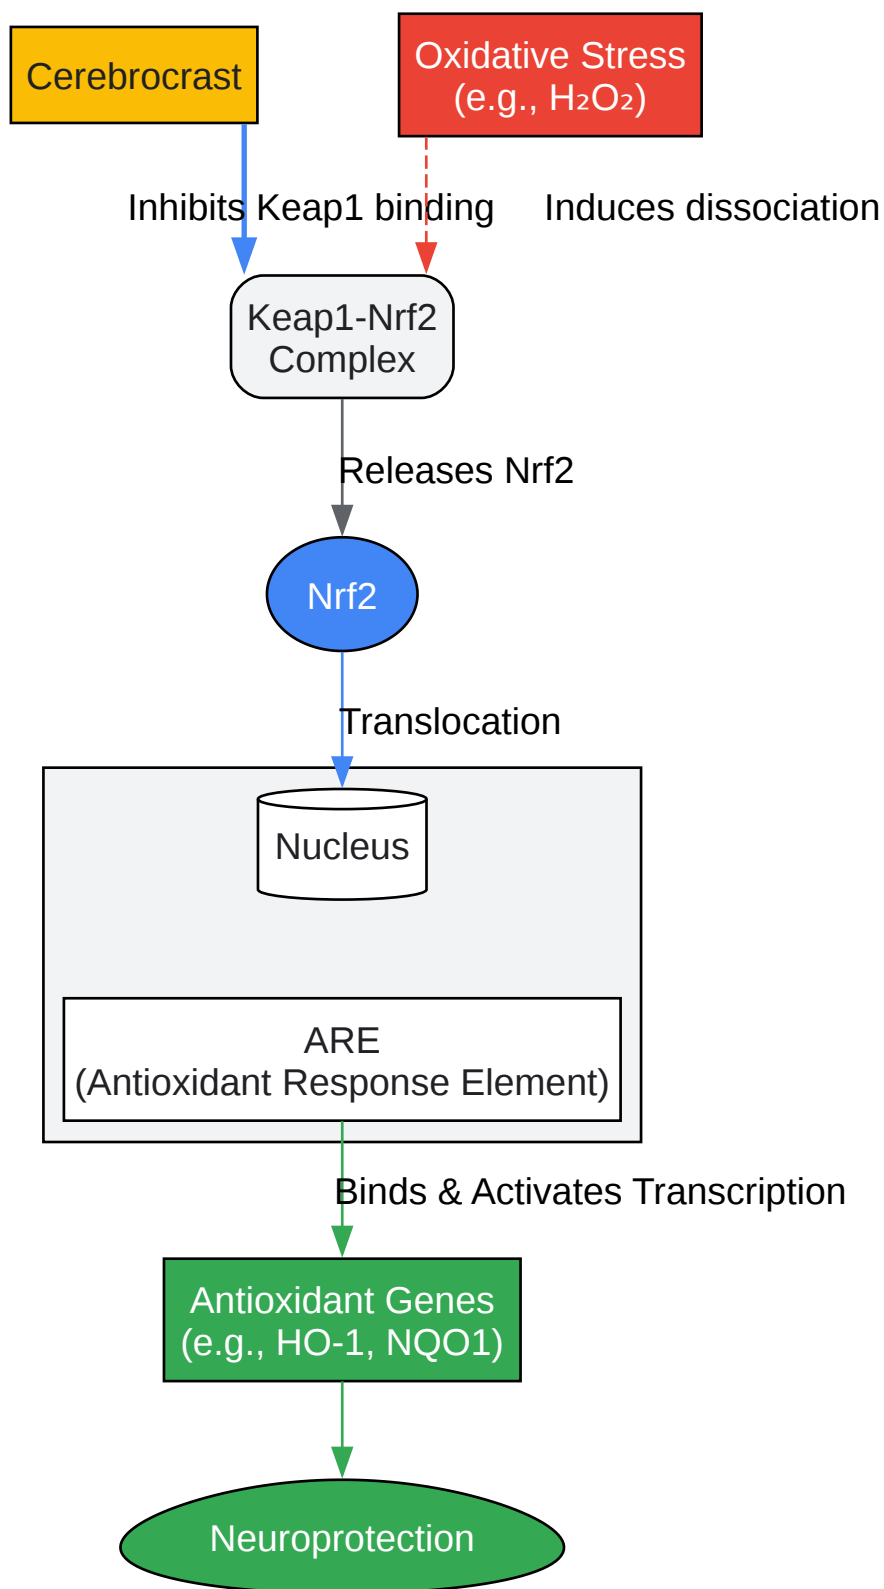 Cerebrocrast
Oxidative Stress
(e.g., H₂O₂)
Inhibits Keap1 binding
Induces dissociation
Keap1-Nrf2
Complex
Releases Nrf2
Nrf2
Translocation
Nucleus
ARE
(Antioxidant Response Element)
Binds & Activates Transcription
Antioxidant Genes
(e.g., HO-1, NQO1)
Neuroprotection